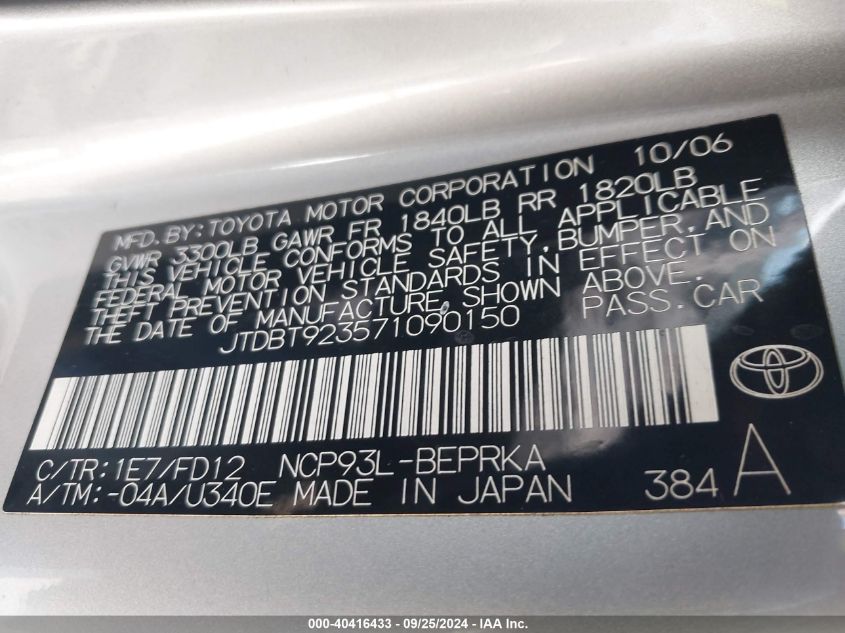 MFD.BY:TOYOTA MOTOR CORPORATION 10/06
GVWR 3300LB GAWR FR 1840LB RR 1820LB
THIS VEHICLE CONFORMS TO ALL APPLICABLE
FEDERAL MOTOR VEHICLE SAFETY,BUMPER,AND
THEFT PREVENTION STANDARDS IN EFFECT ON
THE DATE OF MANUFACTURE SHOWN ABOVE.
JTDBT923571090150 PASS.CAR
C/TR:1E7/FD12 NCP93L-BEPRKA
A/TM:-04A/U340E MADE IN JAPAN 384 A
000-40416433 - 09/25/2024 - IAA Inc.